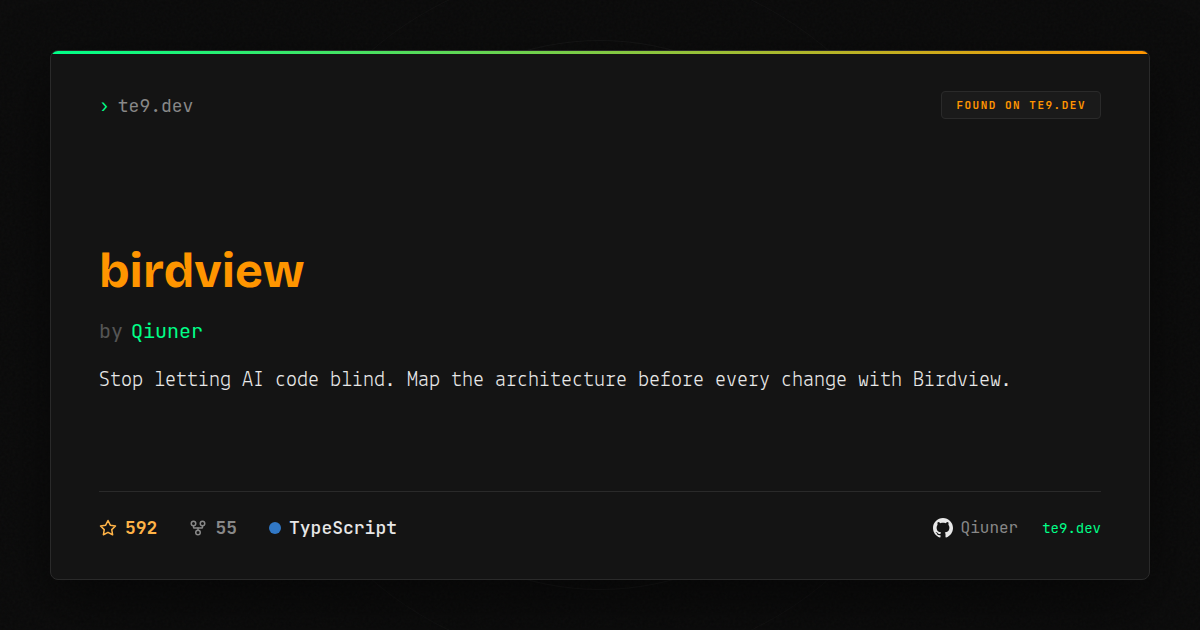 › te9.dev
FOUND ON TE9.DEV
birdview
by Qiuner
Stop letting AI code blind. Map the architecture before every change with Birdview.
592 55 TypeScript
Qiuner te9.dev